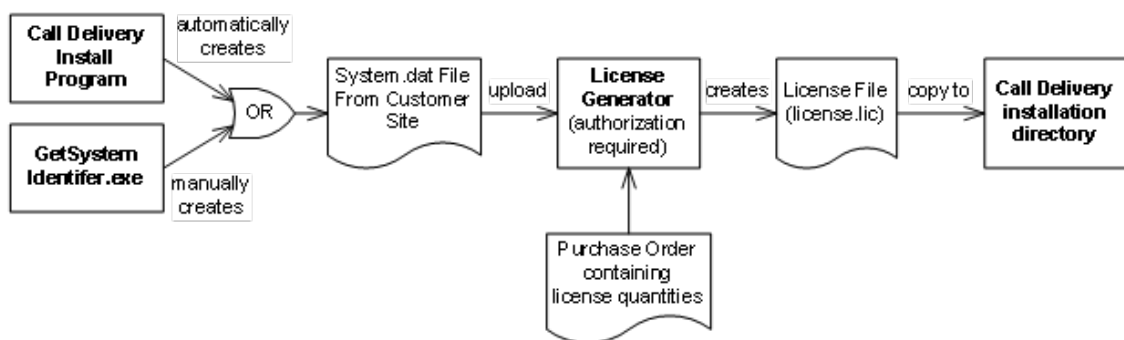 Call Delivery
Install
Program
automatically
creates
GetSystem
Identifer.exe
manually
creates
OR
System.dat File
From Customer
Site
upload
License
Generator
(authorization
required)
Purchase Order
containing
license quantities
creates
License File
(license.lic)
copy to
Call Delivery
installation
directory